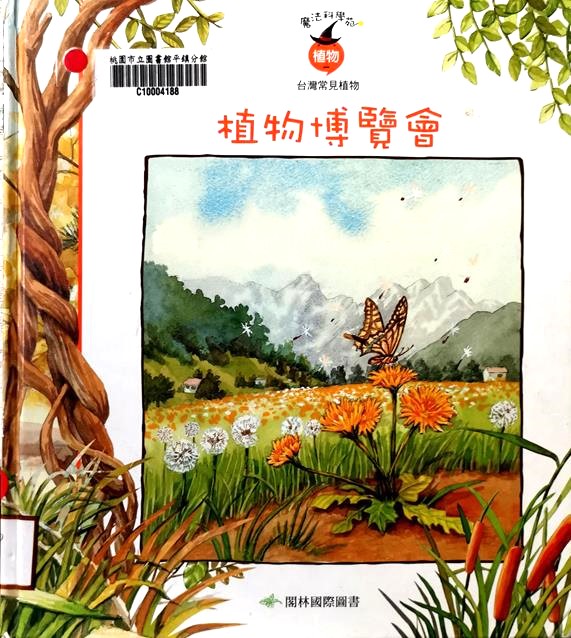 魔法科學苑
植物
一
台灣常見植物
桃園市立圖書館平鎮分館
C10004188
植物博覽會
閣林國際圖書